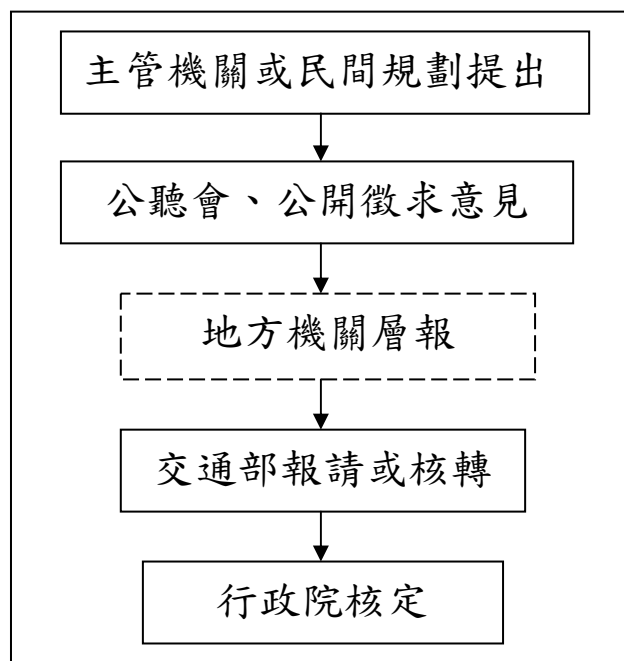 主管機關或民間規劃提出
公聽會、公開徵求意見
地方機關層報
交通部報請或核轉
行政院核定